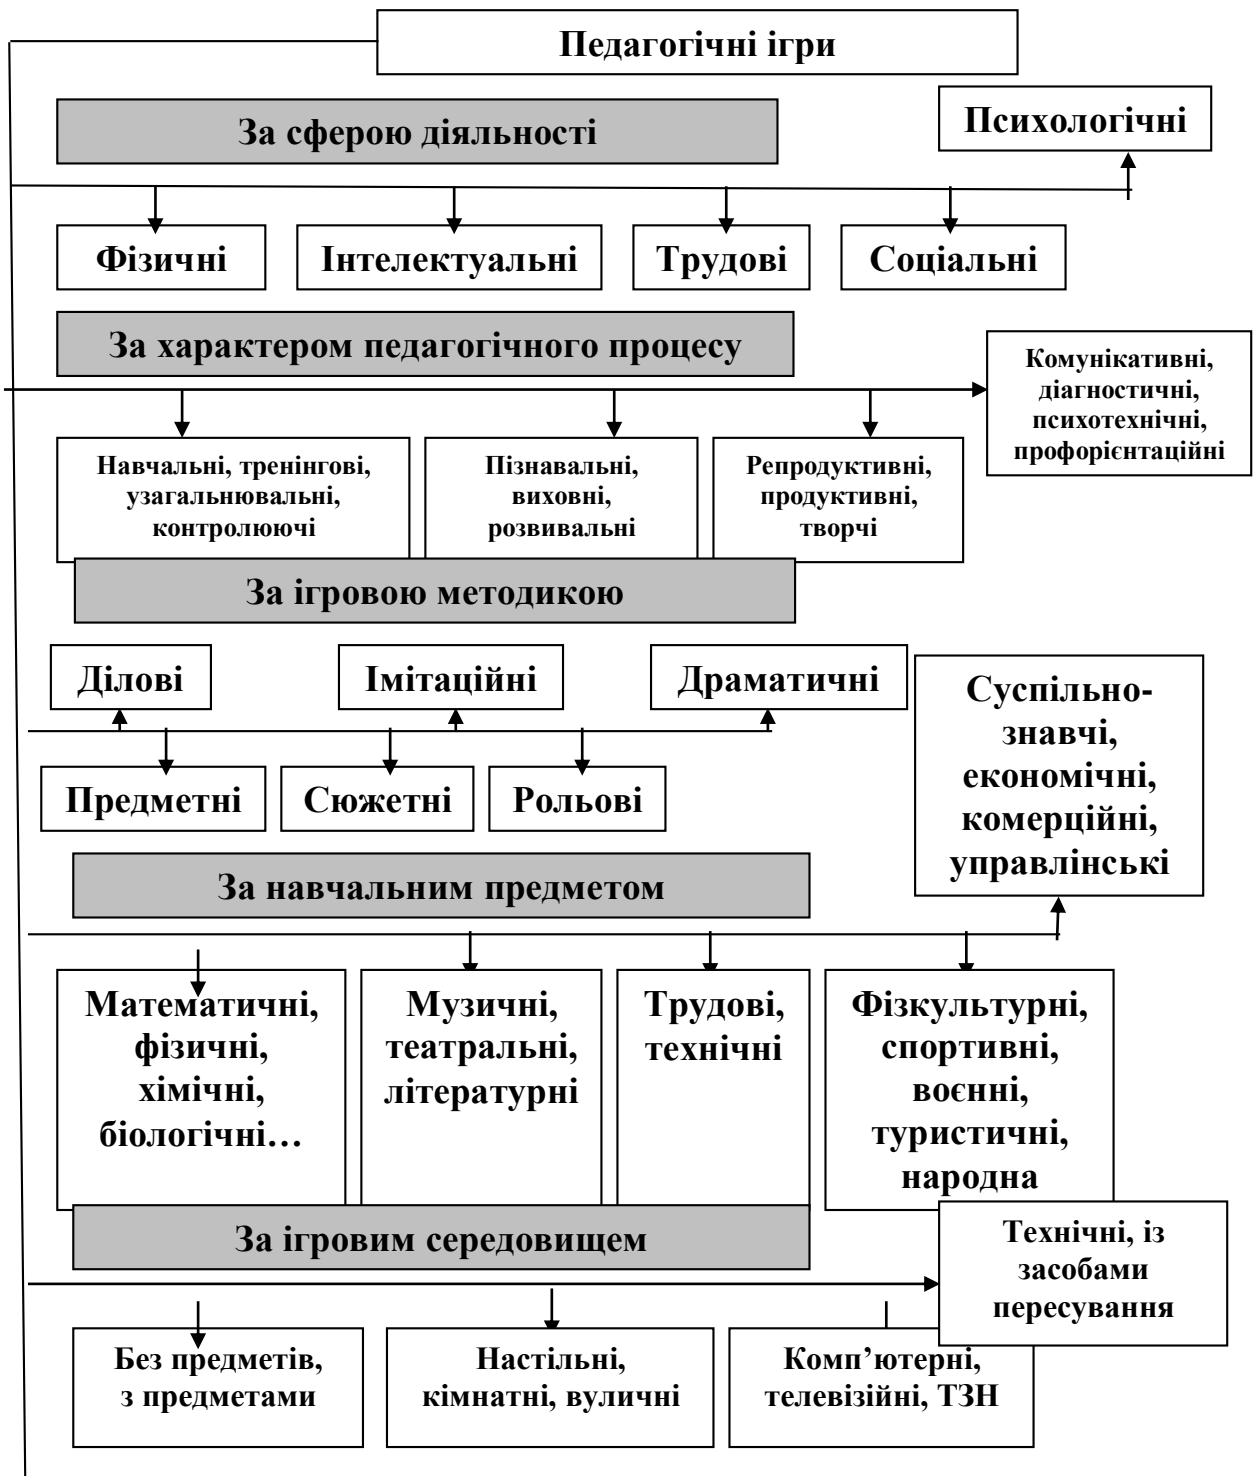 Педагогічні ігри
За сферою діяльності
Психологічні
Фізичні
Інтелектуальні
Трудові
Соціальні
За характером педагогічного процесу
Комунікативні,
діагностичні,
психотехнічні,
профорієнтаційні
Навчальні, тренінгові,
узагальнювальні,
контролюючі
Пізнавальні,
виховні,
розвивальні
Репродуктивні,
продуктивні,
творчі
За ігровою методикою
Ділові
Імітаційні
Драматичні
Предметні
Сюжетні
Рольові
Суспільно-
знавчі,
економічні,
комерційні,
управлінські
За навчальним предметом
Математичні,
фізичні,
хімічні,
біологічні…
Музичні,
театральні,
літературні
Трудові,
технічні
Фізкультурні,
спортивні,
воєнні,
туристичні,
народна
За ігровим середовищем
Технічні, із
засобами
пересування
Без предметів,
з предметами
Настільні,
кімнатні, вуличні
Комп’ютерні,
телевізійні, ТЗН